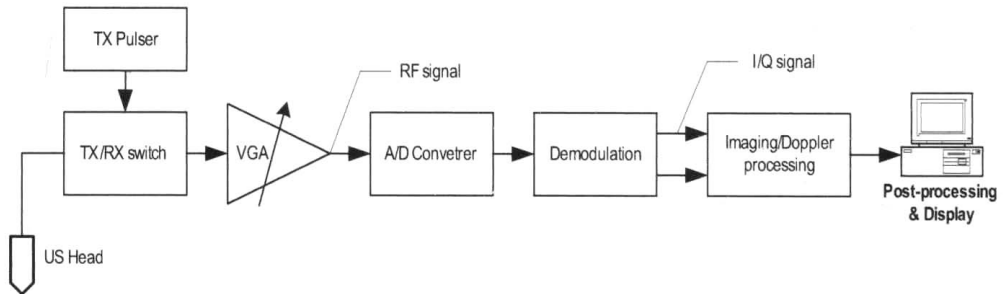 TX Pulser
RF signal
I/Q signal
TX/RX switch
VGA
A/D Convetrer
Demodulation
Imaging/Doppler
processing
Post-processing
& Display
US Head